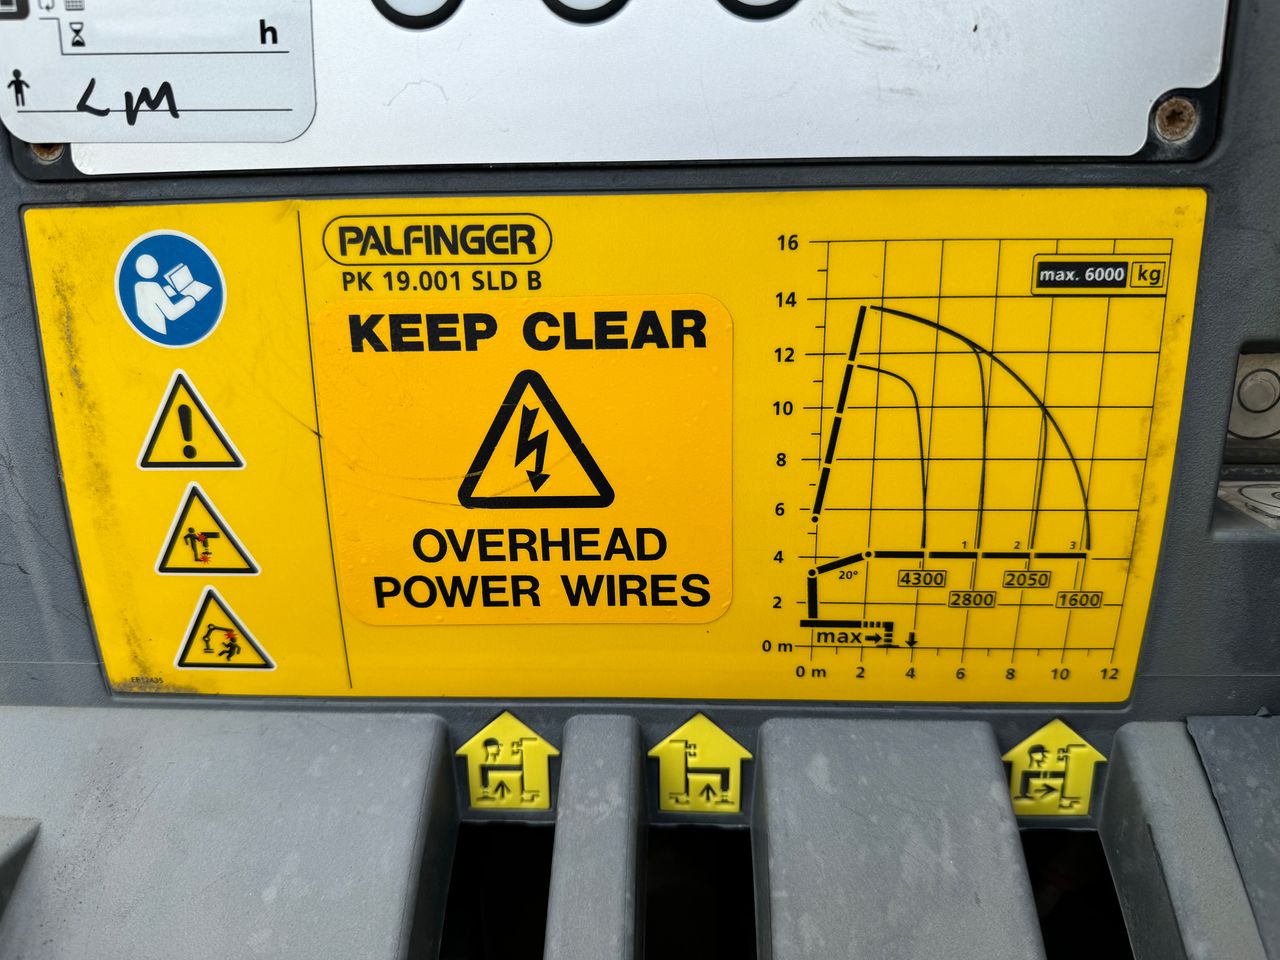 h
LM
PALFINGER
PK 19.001 SLD B
KEEP CLEAR
OVERHEAD
POWER WIRES
max. 6000 kg
16
14
12
10
8
6
4
2
0 m
20°
1
2
3
4300
2050
2800
1600
max
0 m 2 4 6 8 10 12